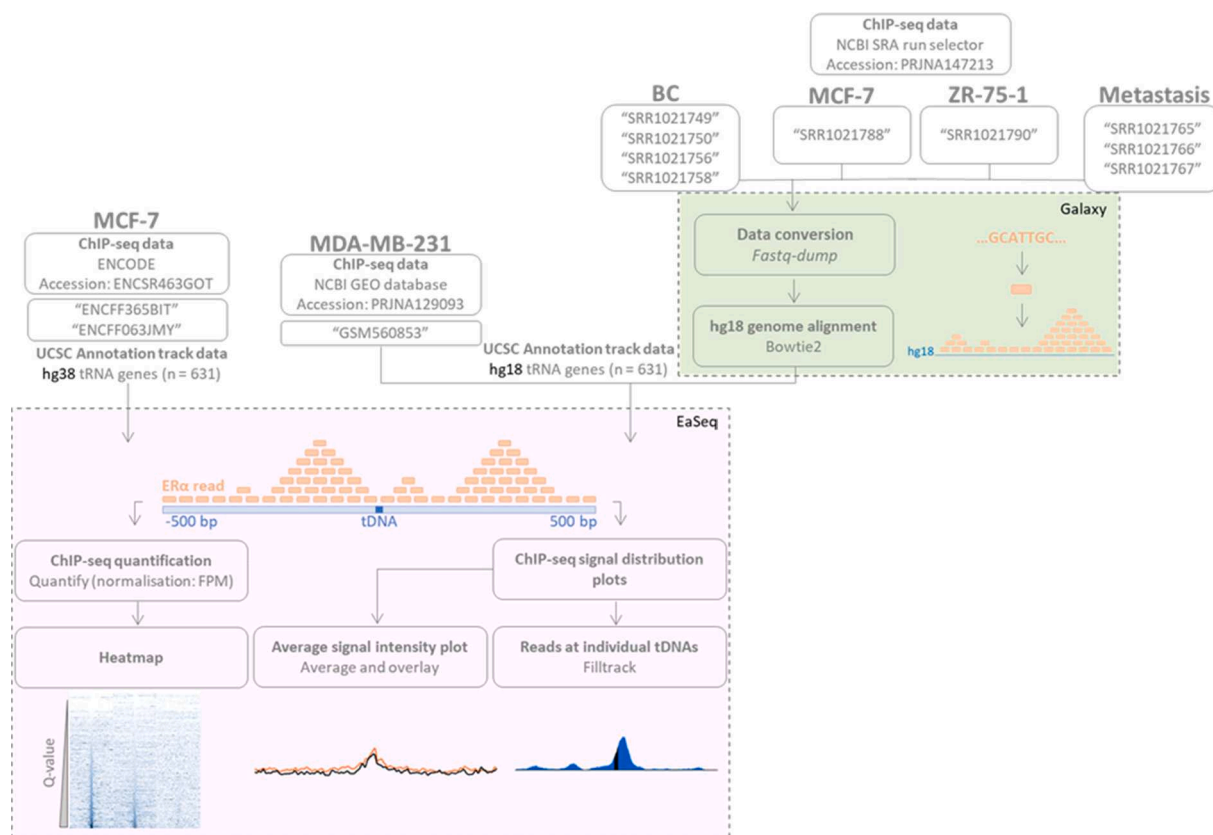 ChIP-seq data
NCBI SRA run selector
Accession: PRJNA147213
BC
“SRR1021749”
“SRR1021750”
“SRR1021756”
“SRR1021758”
MCF-7
“SRR1021788”
ZR-75-1
“SRR1021790”
Metastasis
“SRR1021765”
“SRR1021766”
“SRR1021767”
Galaxy
Data conversion
Fastq-dump
hg18 genome alignment
Bowtie2
...GCATTGC...
hg18
MCF-7
ChIP-seq data
ENCODE
Accession: ENCSR463GOT
“ENCFF365BIT”
“ENCFF063JMY”
UCSC Annotation track data
hg38 tRNA genes (n = 631)
MDA-MB-231
ChIP-seq data
NCBI GEO database
Accession: PRJNA129093
“GSM560853”
UCSC Annotation track data
hg18 tRNA genes (n = 631)
EaSeq
ERα read
-500 bp
tDNA
500 bp
ChIP-seq quantification
Quantify (normalisation: FPM)
ChIP-seq signal distribution
plots
Heatmap
Average signal intensity plot
Average and overlay
Reads at individual tDNAs
Filltrack
Q-value